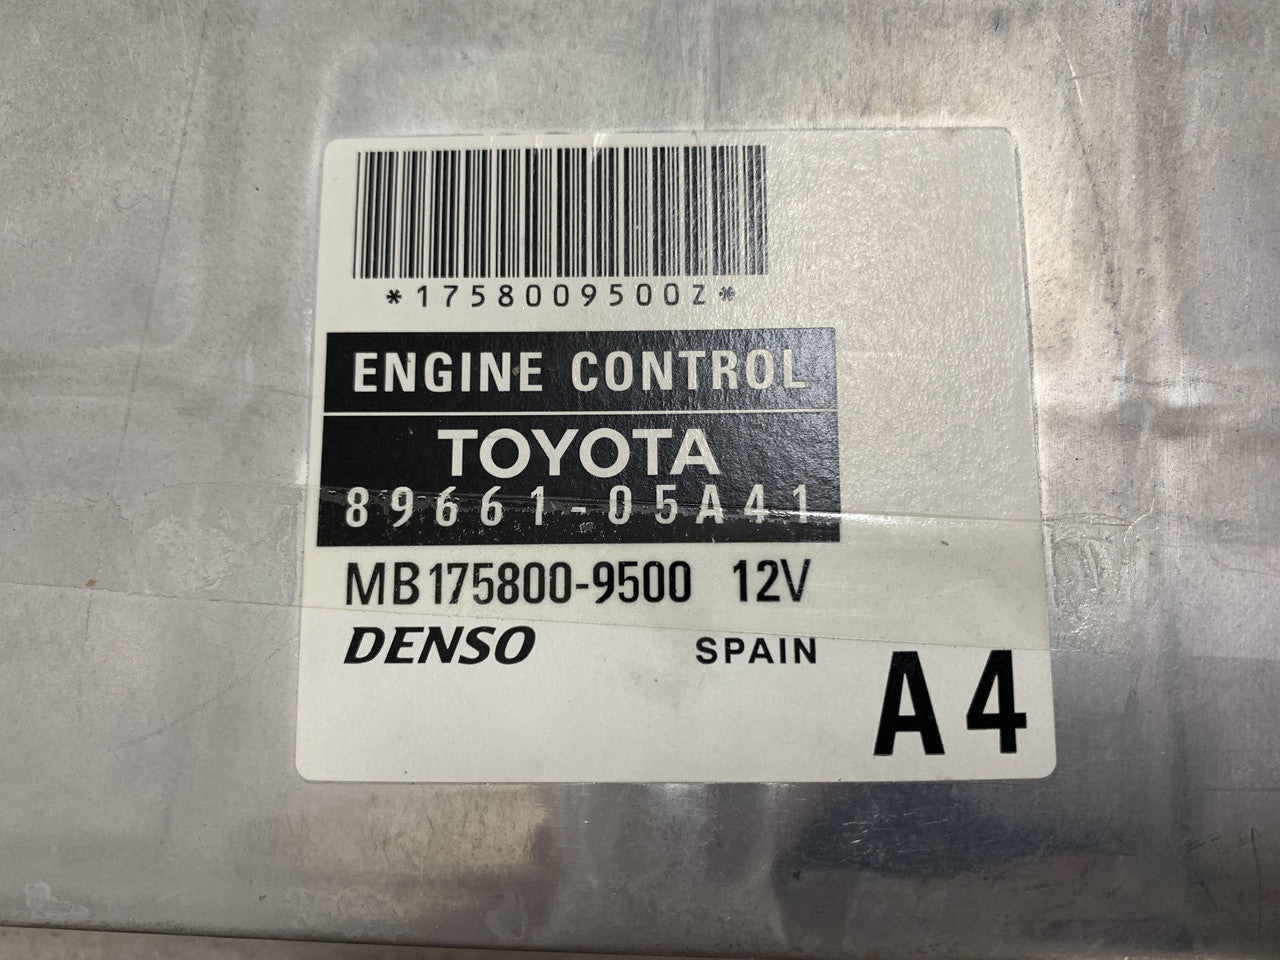 *1758009500Z*
ENGINE CONTROL
TOYOTA
89661-05A41
MB175800-9500 12V
DENSO SPAIN
A4